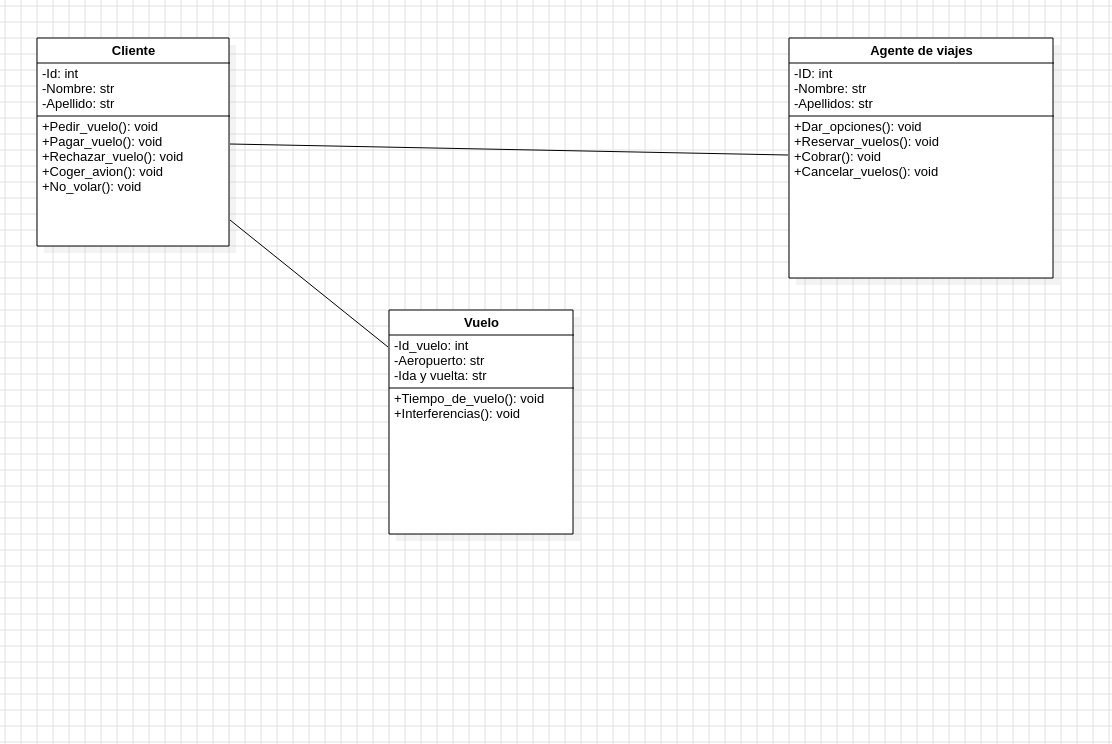 Cliente
-Id: int
-Nombre: str
-Apellido: str
+Pedir_vuelo(): void
+Pagar_vuelo(): void
+Rechazar_vuelo(): void
+Coger_avion(): void
+No_volar(): void
Agente de viajes
-ID: int
-Nombre: str
-Apellidos: str
+Dar_opciones(): void
+Reservar_vuelos(): void
+Cobrar(): void
+Cancelar_vuelos(): void
Vuelo
-Id_vuelo: int
-Aeropuerto: str
-Ida y vuelta: str
+Tiempo_de_vuelo(): void
+Interferencias(): void